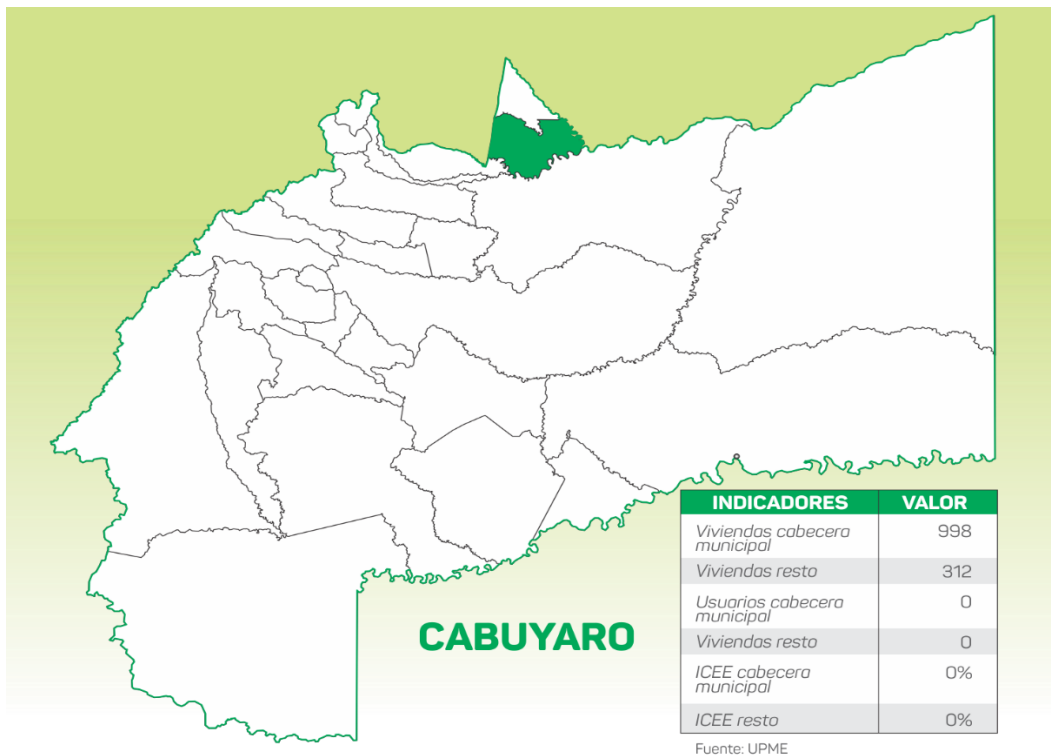 CABUYARO
INDICADORES VALOR
Viviendas cabecera
municipal 998
Viviendas resto 312
Usuarios cabecera
municipal 0
Viviendas resto 0
ICEE cabecera
municipal 0%
ICEE resto 0%
Fuente: UPME